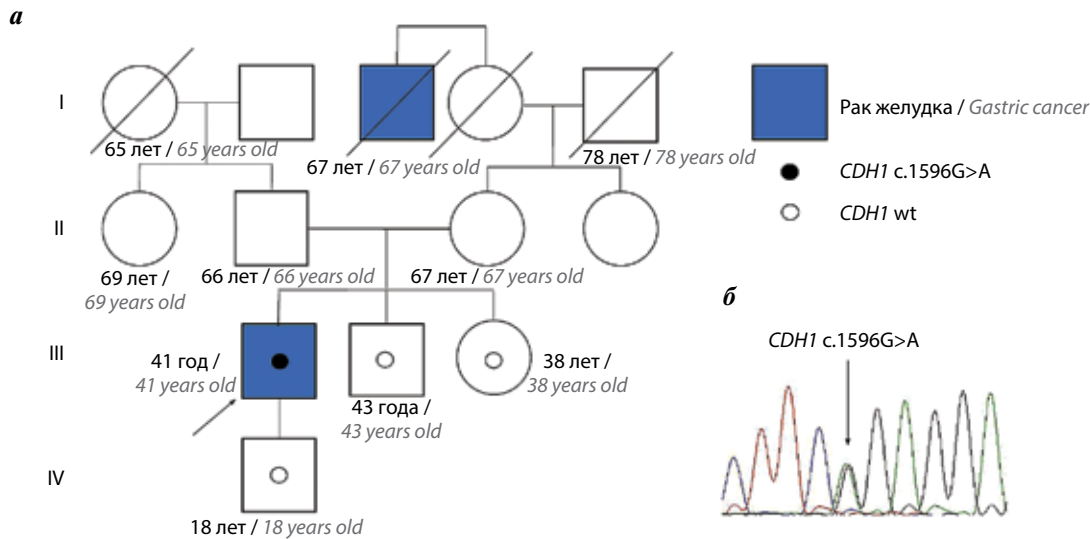 а
I
65 лет / 65 years old
67 лет / 67 years old
78 лет / 78 years old
Рак желудка / Gastric cancer
CDH1 c.1596G>A
CDH1 wt
II
69 лет /
69 years old
66 лет / 66 years old
67 лет / 67 years old
III
41 год /
41 years old
43 года /
43 years old
38 лет /
38 years old
IV
18 лет / 18 years old
б
CDH1 c.1596G>A